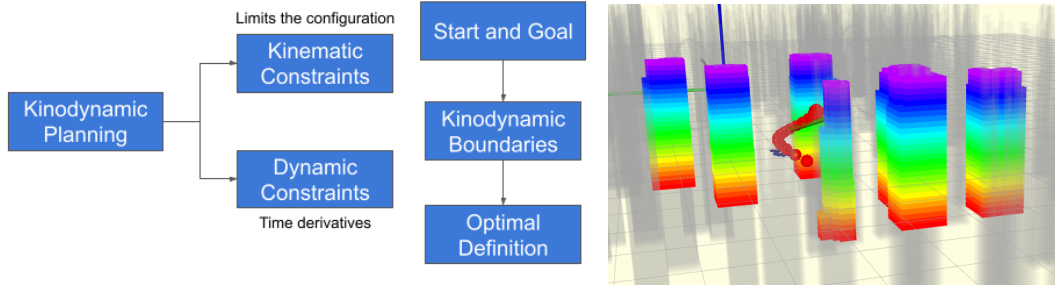 Limits the configuration
Kinematic
Constraints
Kinodynamic
Planning
Dynamic
Constraints
Time derivatives
Start and Goal
Kinodynamic
Boundaries
Optimal
Definition